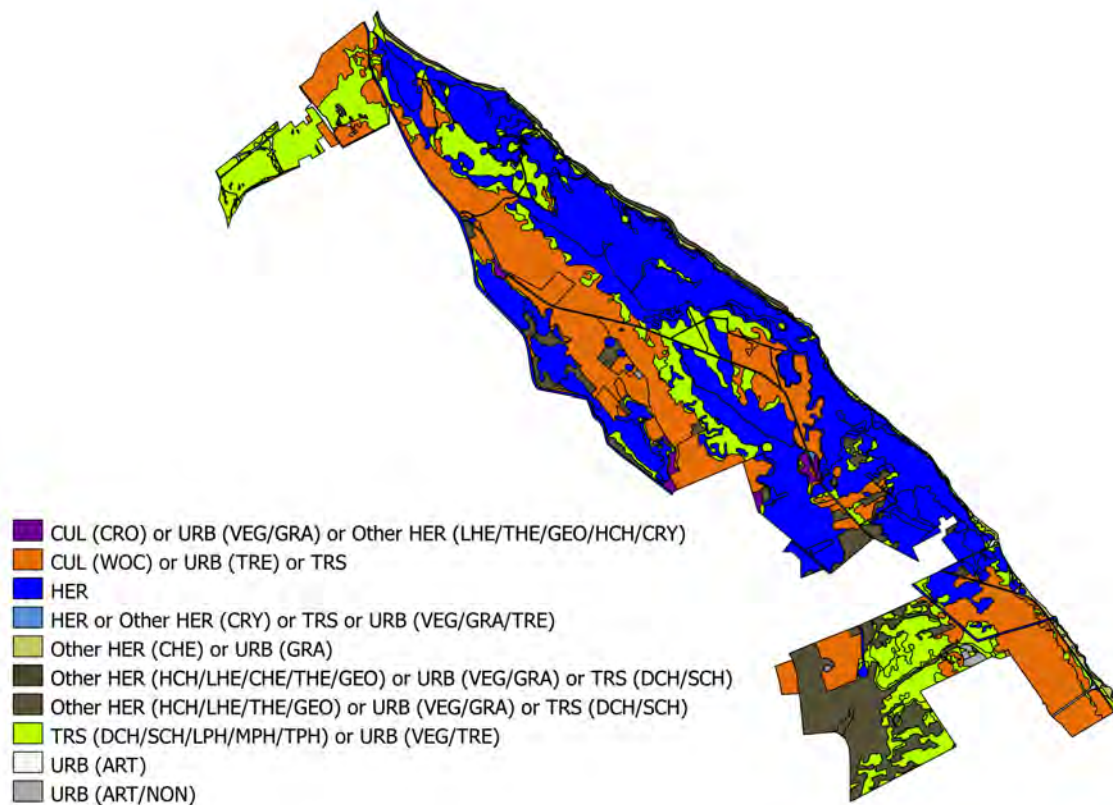 CUL (CRO) or URB (VEG/GRA) or Other HER (LHE/THE/GEO/HCH/CRY)
CUL (WOC) or URB (TRE) or TRS
HER
HER or Other HER (CRY) or TRS or URB (VEG/GRA/TRE)
Other HER (CHE) or URB (GRA)
Other HER (HCH/LHE/CHE/THE/GEO) or URB (VEG/GRA) or TRS (DCH/SCH)
Other HER (HCH/LHE/THE/GEO) or URB (VEG/GRA) or TRS (DCH/SCH)
TRS (DCH/SCH/LPH/MPH/TPH) or URB (VEG/TRE)
URB (ART)
URB (ART/NON)